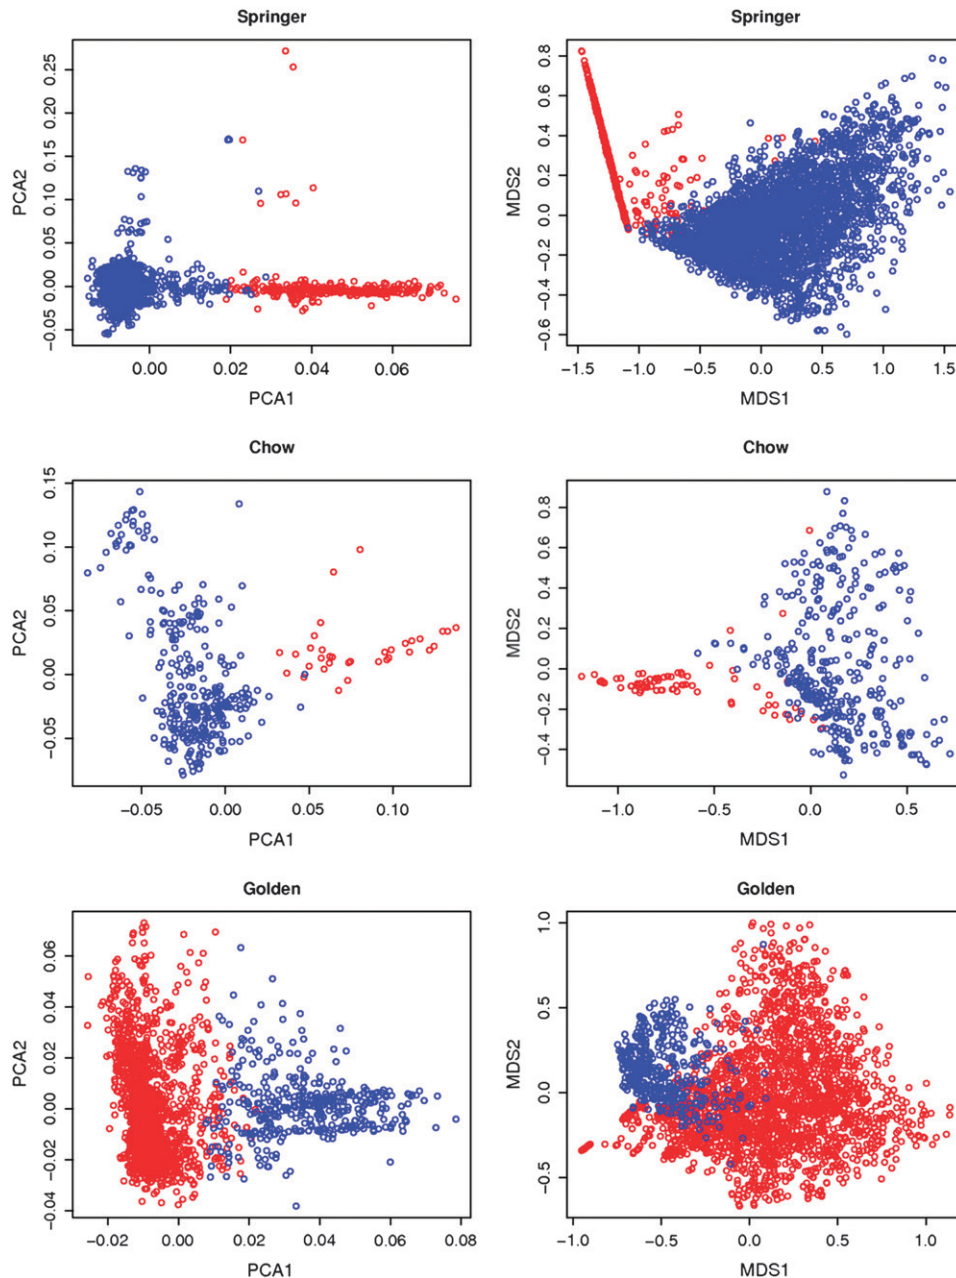 Springer
Springer
PCA2
0.25
0.20
0.15
0.10
0.05
0.00
−0.05
0.00 0.02 0.04 0.06
PCA1
MDS2
0.8
0.6
0.4
0.2
0.0
−0.2
−0.4
−0.6
−1.5 −1.0 −0.5 0.0 0.5 1.0 1.5
MDS1
Chow
Chow
PCA2
0.15
0.10
0.05
0.00
−0.05
−0.05 0.00 0.05 0.10
PCA1
MDS2
0.8
0.6
0.4
0.2
0.0
−0.2
−0.4
−1.0 −0.5 0.0 0.5
MDS1
Golden
Golden
PCA2
0.06
0.04
0.02
0.00
−0.02
−0.04
−0.02 0.00 0.02 0.04 0.06 0.08
PCA1
MDS2
1.0
0.5
0.0
−0.5
−1.0 −0.5 0.0 0.5 1.0
MDS1